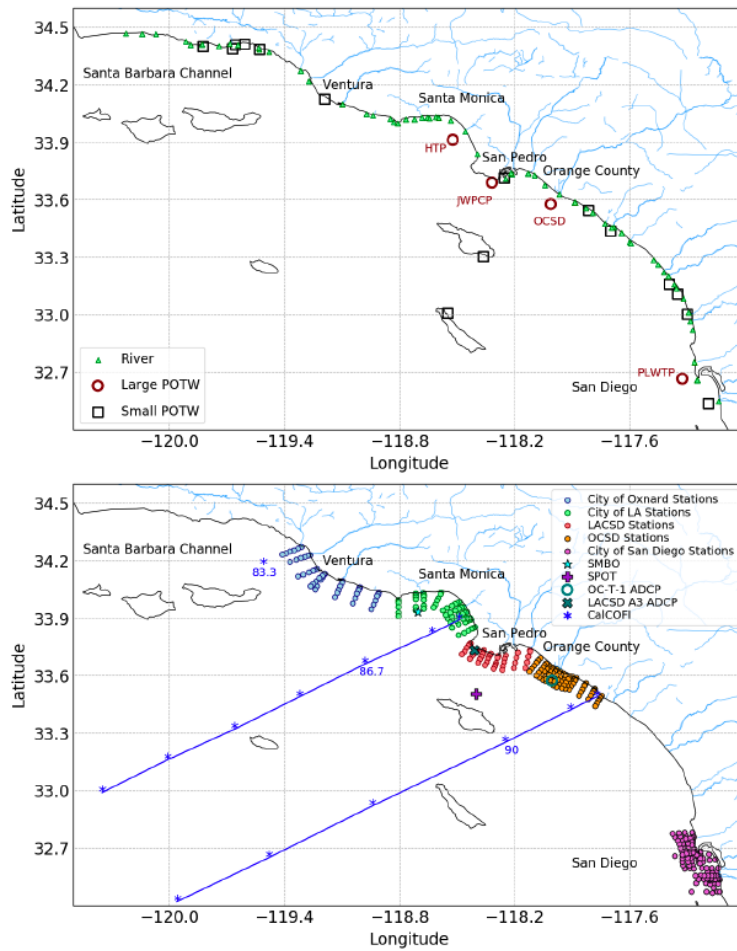 34.5
34.2
33.9
33.6
33.3
33.0
32.7
Latitude
Santa Barbara Channel
Ventura
Santa Monica
HTP
San Pedro
Orange County
JWPCP
OCSD
PLWTP
San Diego
River
Large POTW
Small POTW
−120.0
−119.4
−118.8
−118.2
−117.6
Longitude
34.5
34.2
33.9
33.6
33.3
33.0
32.7
Latitude
City of Oxnard Stations
City of LA Stations
LACSD Stations
OCSD Stations
City of San Diego Stations
SMBO
SPOT
OC-T-1 ADCP
LACSD A3 ADCP
CalCOFI
Santa Barbara Channel
83.3
Ventura
Santa Monica
San Pedro
Orange County
86.7
90
San Diego
−120.0
−119.4
−118.8
−118.2
−117.6
Longitude